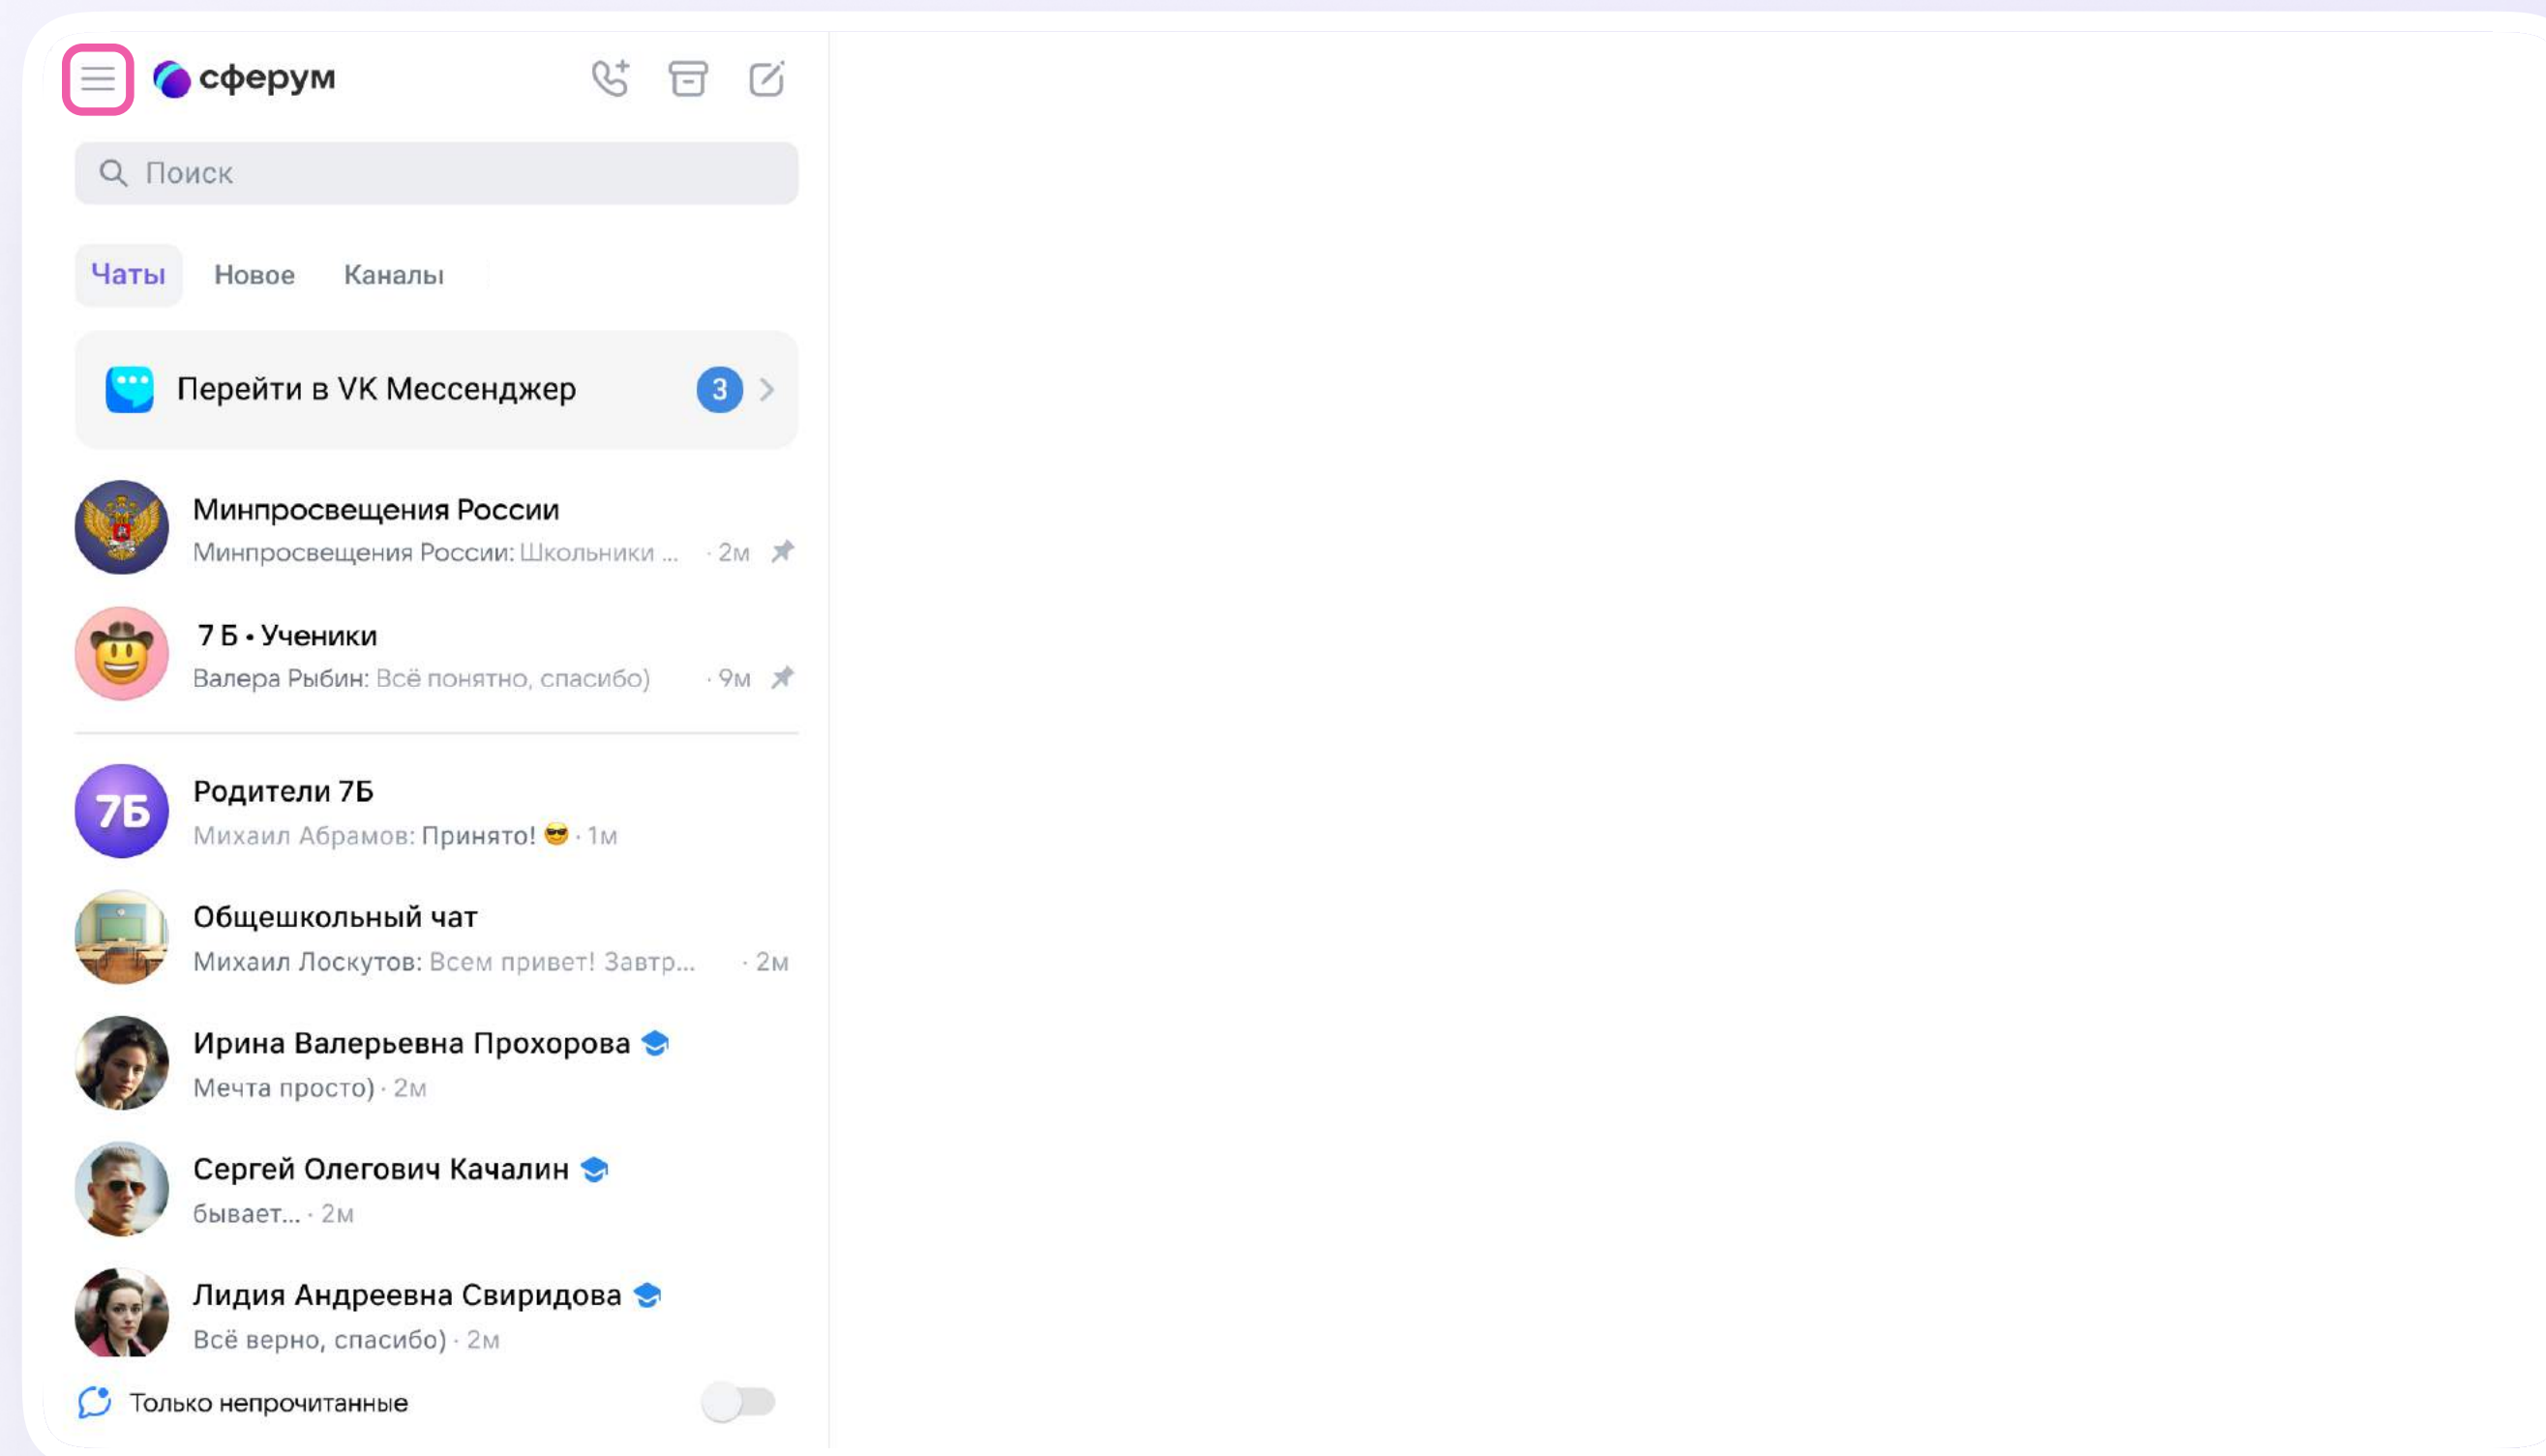 сферум
Поиск
Чаты Новое Каналы
Перейти в VK Мессенджер 3
Минпросвещения России
Минпросвещения России: Школьники ... · 2м
7 Б • Ученики
Валера Рыбин: Всё понятно, спасибо) · 9м
7Б
Родители 7Б
Михаил Абрамов: Принято! 😎 · 1м
Общешкольный чат
Михаил Лоскутов: Всем привет! Завтр... · 2м
Ирина Валерьевна Прохорова
Мечта просто) · 2м
Сергей Олегович Качалин
бывает... · 2м
Лидия Андреевна Свиридова
Всё верно, спасибо) · 2м
Только непрочитанные